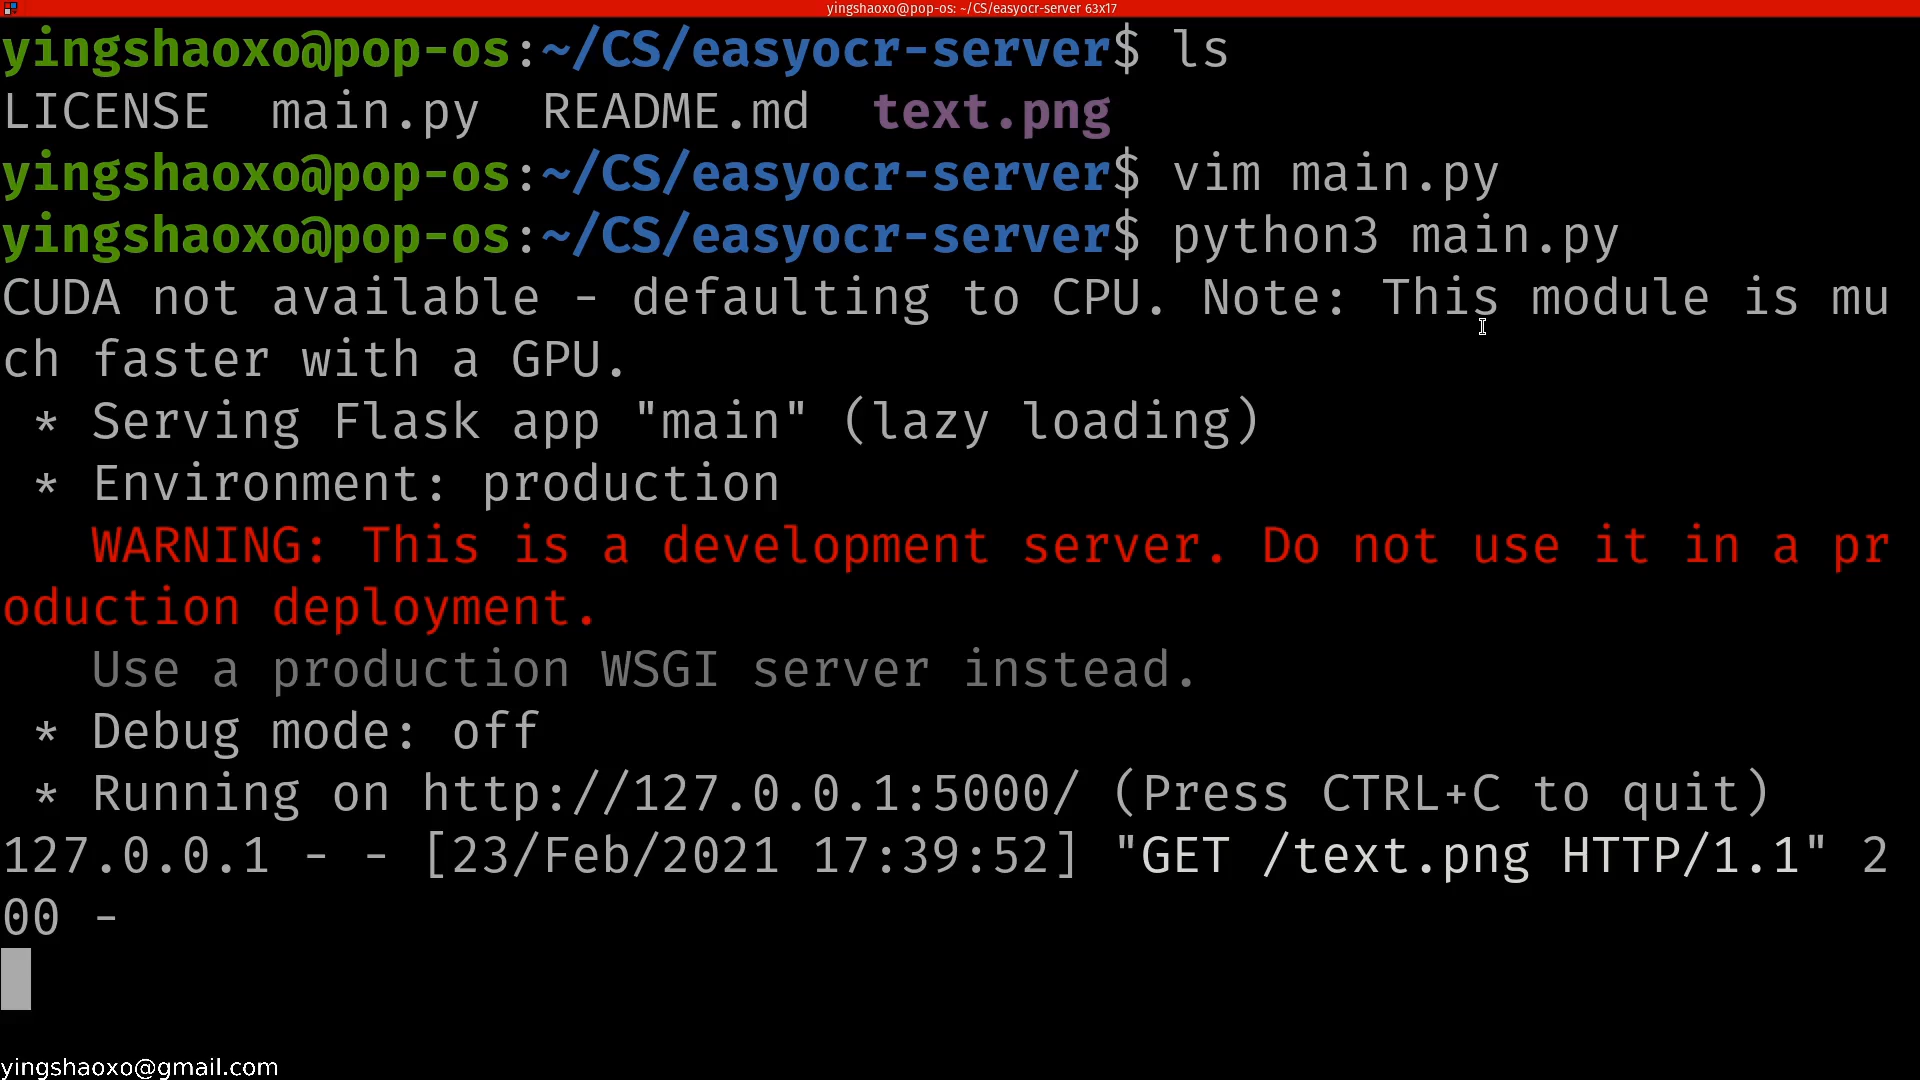 yingshaoxo@pop-os: ~/CS/easyocr-server 63x17
yingshaoxo@pop-os:~/CS/easyocr-server$ ls
LICENSE  main.py  README.md  text.png
yingshaoxo@pop-os:~/CS/easyocr-server$ vim main.py
yingshaoxo@pop-os:~/CS/easyocr-server$ python3 main.py
CUDA not available - defaulting to CPU. Note: This module is mu
ch faster with a GPU.
 * Serving Flask app "main" (lazy loading)
 * Environment: production
   WARNING: This is a development server. Do not use it in a pr
oduction deployment.
   Use a production WSGI server instead.
 * Debug mode: off
 * Running on http://127.0.0.1:5000/ (Press CTRL+C to quit)
127.0.0.1 - - [23/Feb/2021 17:39:52] "GET /text.png HTTP/1.1" 2
00 -
yingshaoxo@gmail.com